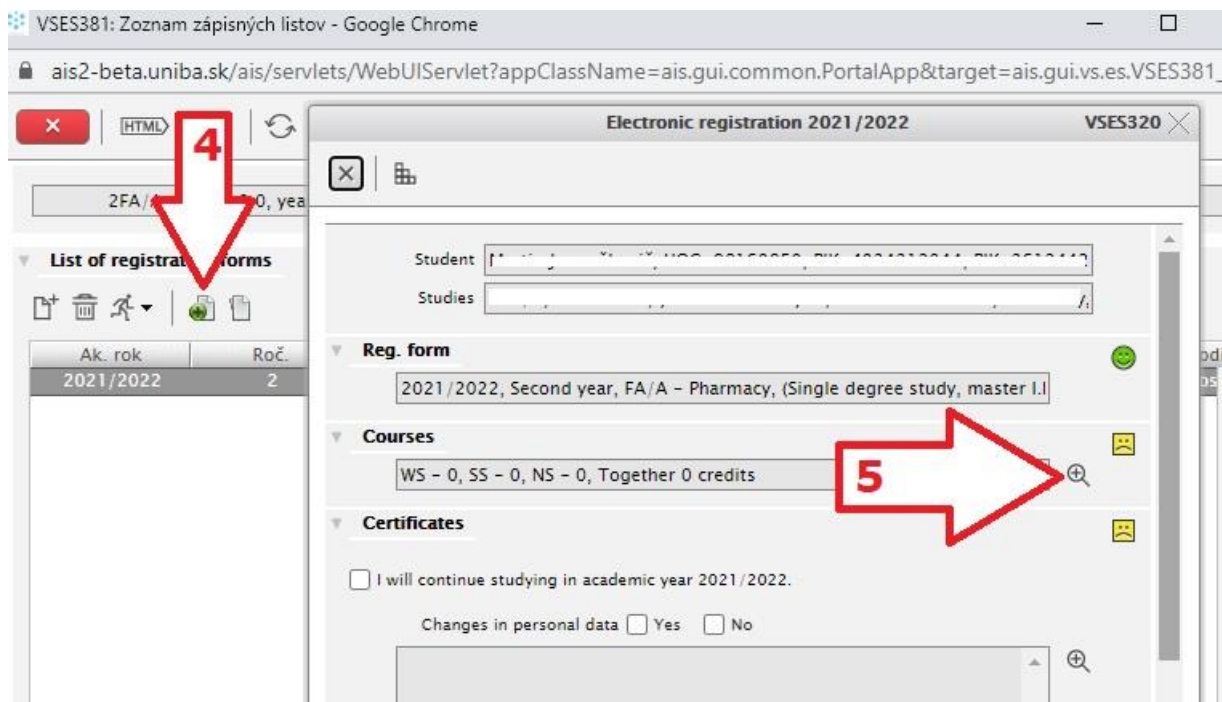 VSES381: Zoznam zápisných listov - Google Chrome
ais2-beta.uniba.sk/ais/servlets/WebUIServlet?appClassName=ais.gui.common.PortalApp&target=ais.gui.vs.es.VSES381_
HTML
4
Electronic registration 2021/2022
VSES320
2FA/ 0, yea
List of registrat forms
Student
Studies
Ak. rok
Roč.
2021/2022
2
Reg. form
2021/2022, Second year, FA/A - Pharmacy, (Single degree study, master I.I
Courses
WS - 0, SS - 0, NS - 0, Together 0 credits
5
Certificates
I will continue studying in academic year 2021/2022.
Changes in personal data Yes No